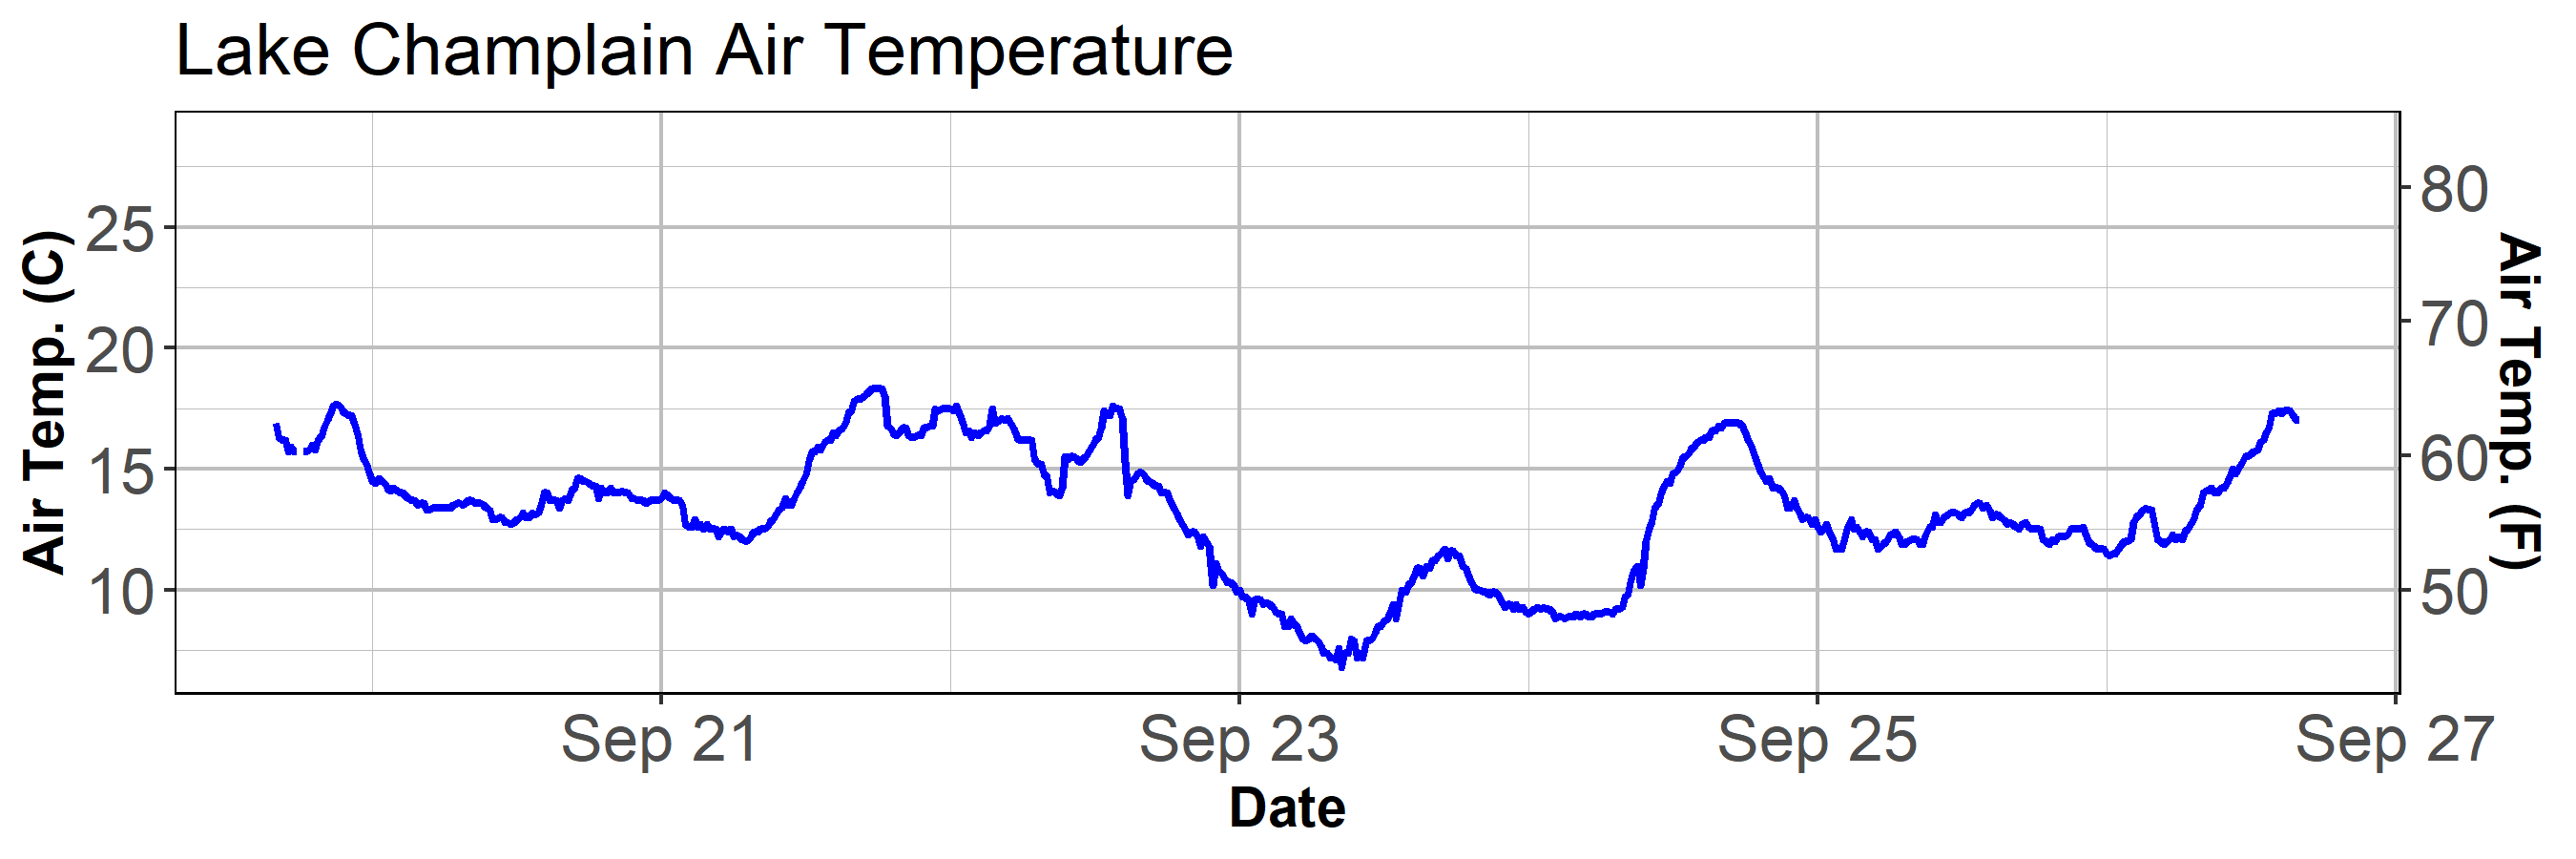 Lake Champlain Air Temperature
Air Temp. (C)
25
20
15
10
80
70
60
50
Air Temp. (F)
Sep 21
Sep 23
Sep 25
Sep 27
Date